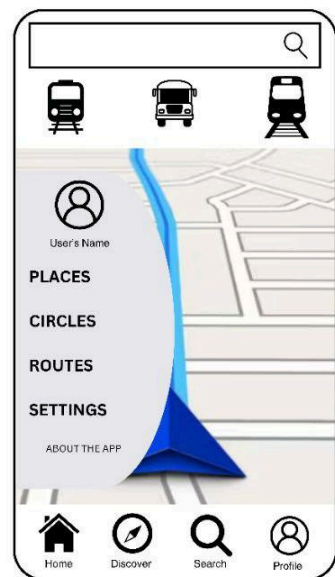 User's Name
PLACES
CIRCLES
ROUTES
SETTINGS
ABOUT THE APP
Home
Discover
Search
Profile